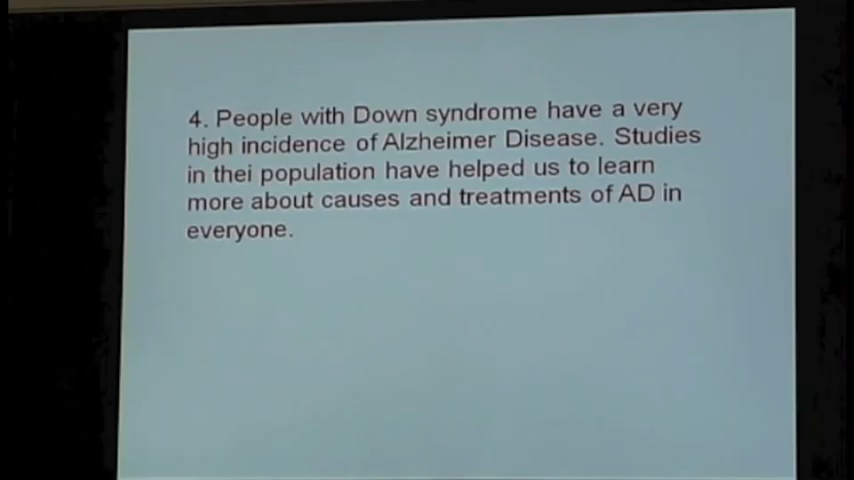 4. People with Down syndrome have a very
high incidence of Alzheimer Disease. Studies
in thei population have helped us to learn
more about causes and treatments of AD in
everyone.